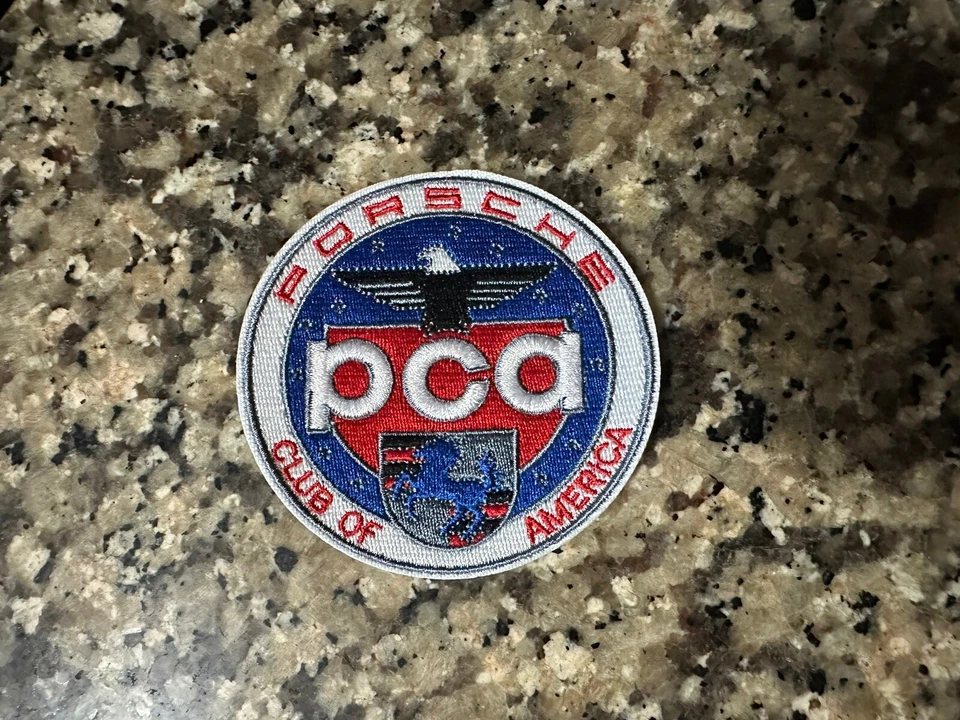 PORSCHE
pca
CLUB OF AMERICA